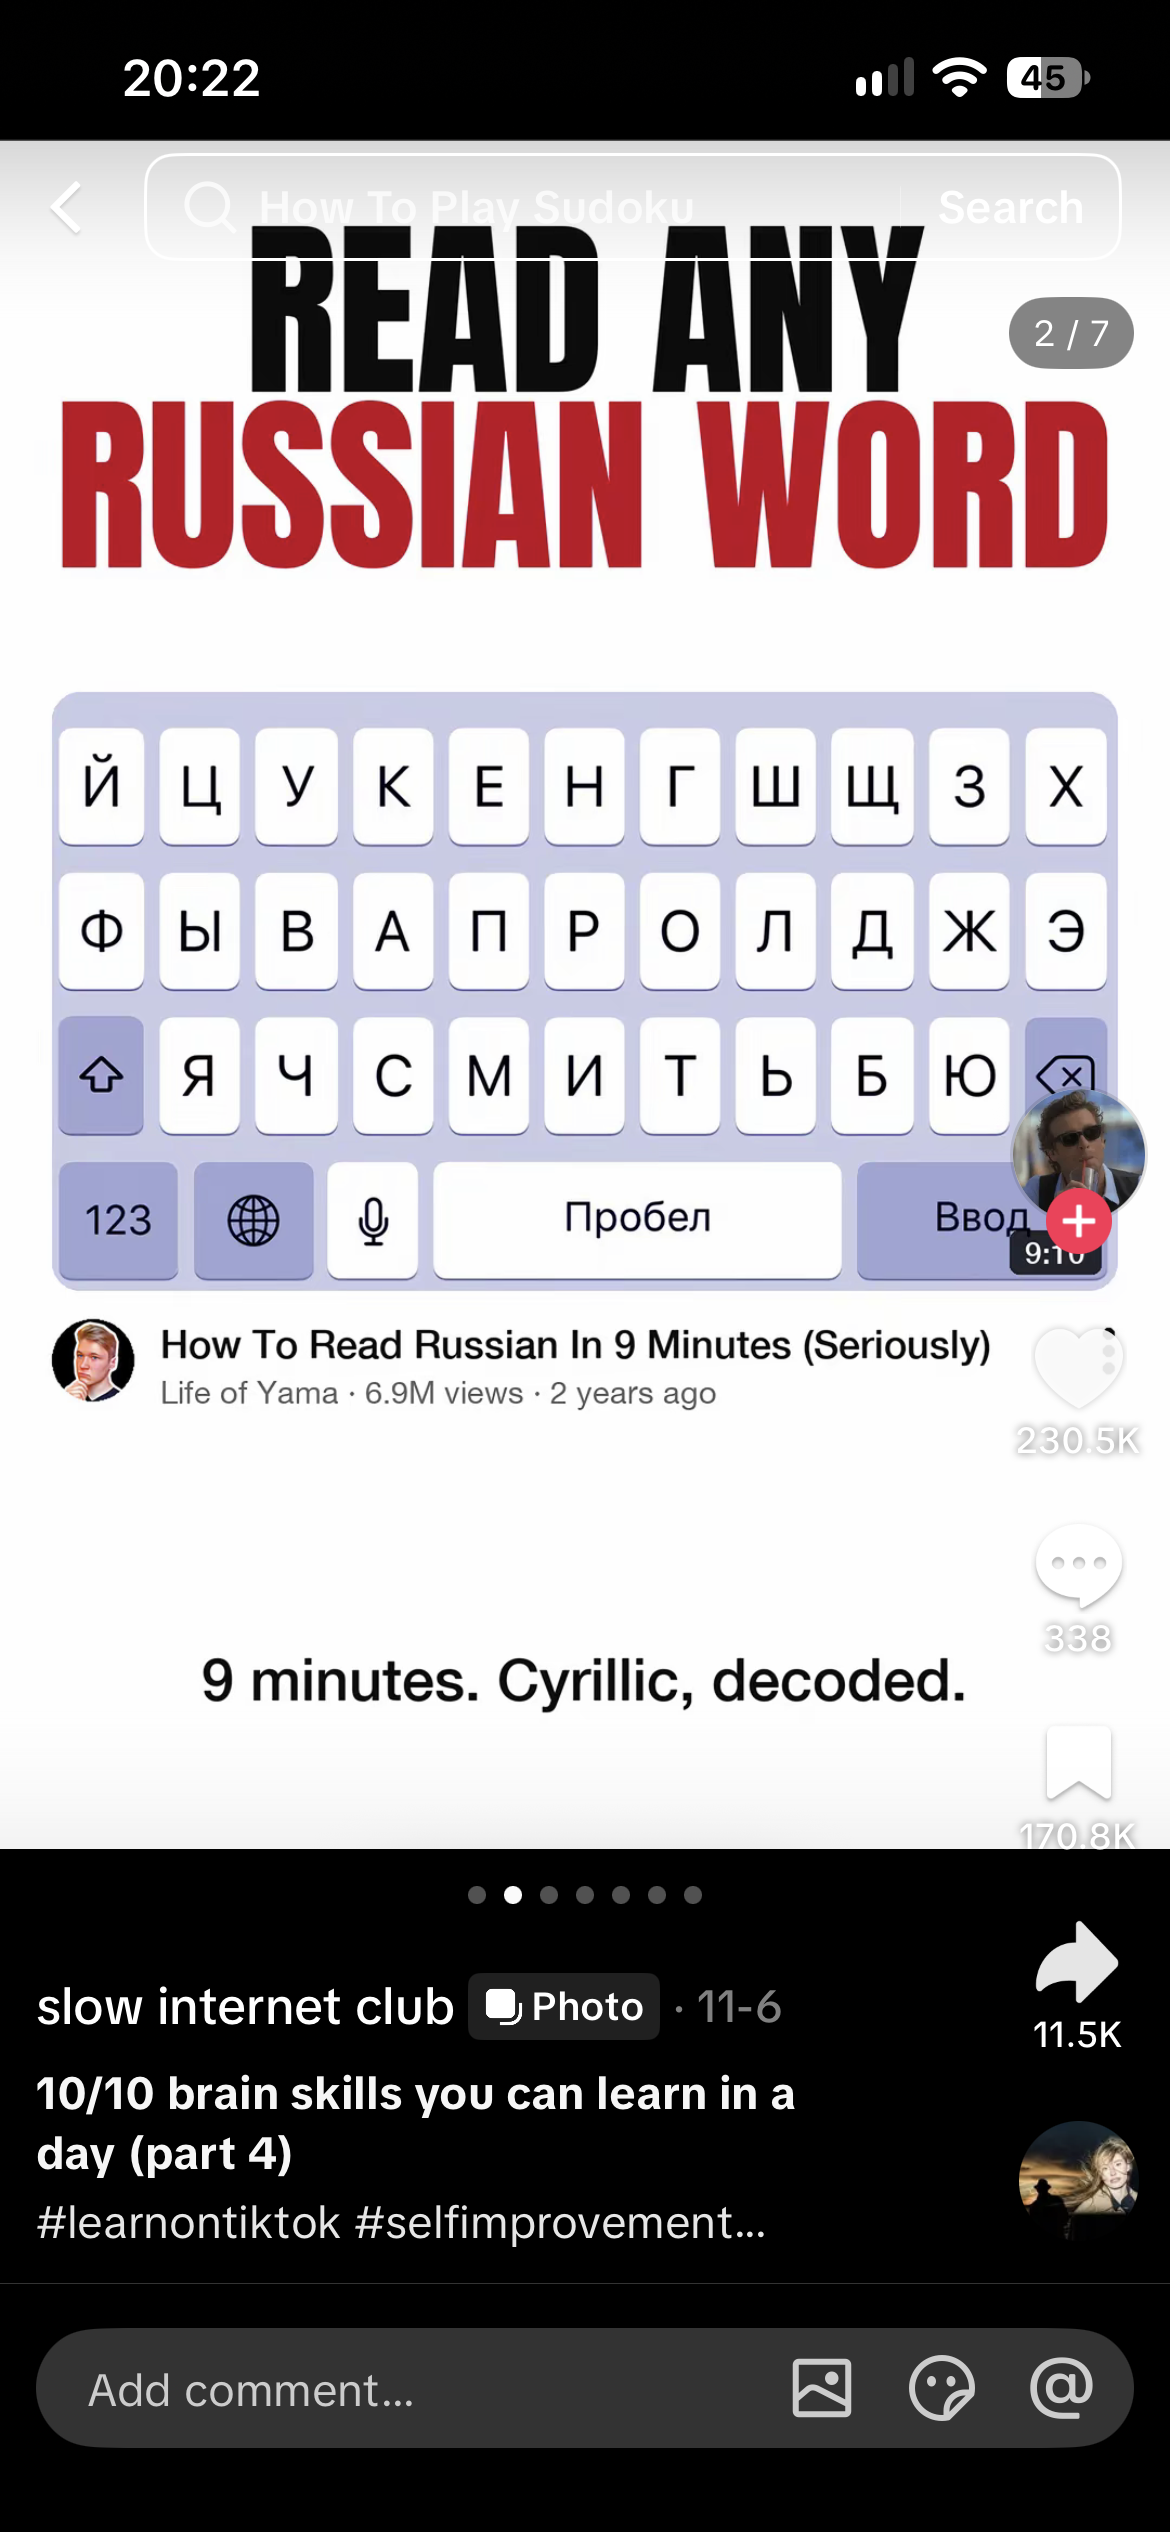 20:22
45
How To Play Sudoku
Search
READ ANY
2 / 7
RUSSIAN WORD
Й Ц У К Е Н Г Ш Щ З Х
Ф Ы В А П Р О Л Д Ж Э
Я Ч С М И Т Ь Б Ю
123
Пробел
Ввод
9:10
How To Read Russian In 9 Minutes (Seriously)
Life of Yama · 6.9M views · 2 years ago
230.5K
338
9 minutes. Cyrillic, decoded.
170.8K
slow internet club
Photo
· 11-6
11.5K
10/10 brain skills you can learn in a
day (part 4)
#learnontiktok #selfimprovement...
Add comment...